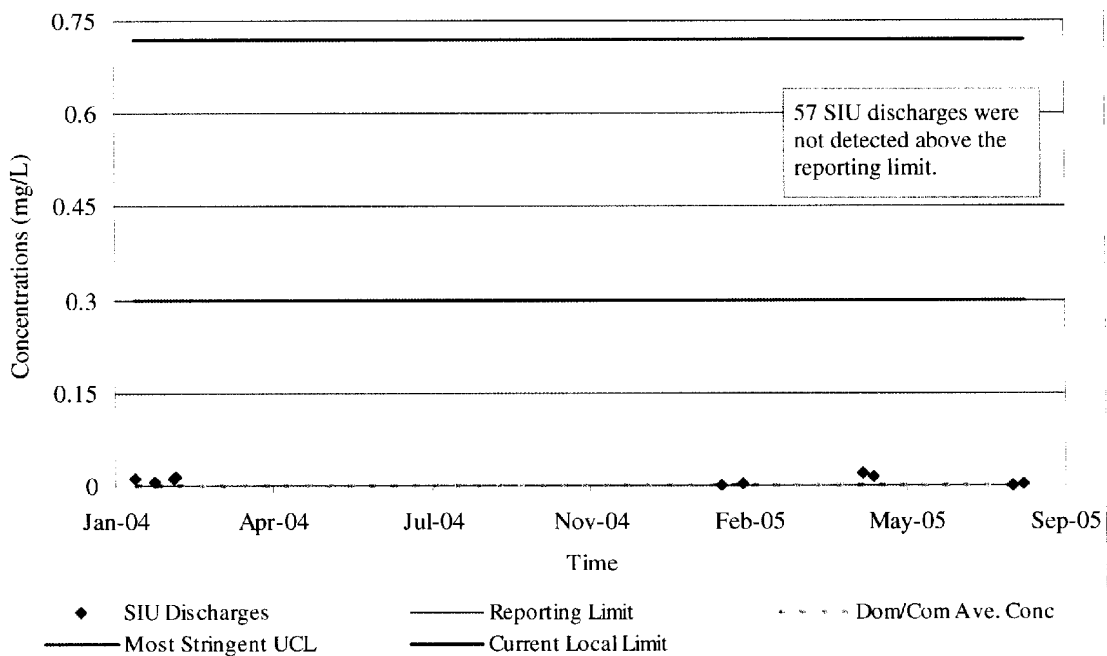 0.75
0.6
0.45
0.3
0.15
0
Concentrations (mg/L)
57 SIU discharges were
not detected above the
reporting limit.
Jan-04 Apr-04 Jul-04 Nov-04 Feb-05 May-05 Sep-05
Time
SIU Discharges Reporting Limit Dom/Com Ave. Conc
Most Stringent UCL Current Local Limit